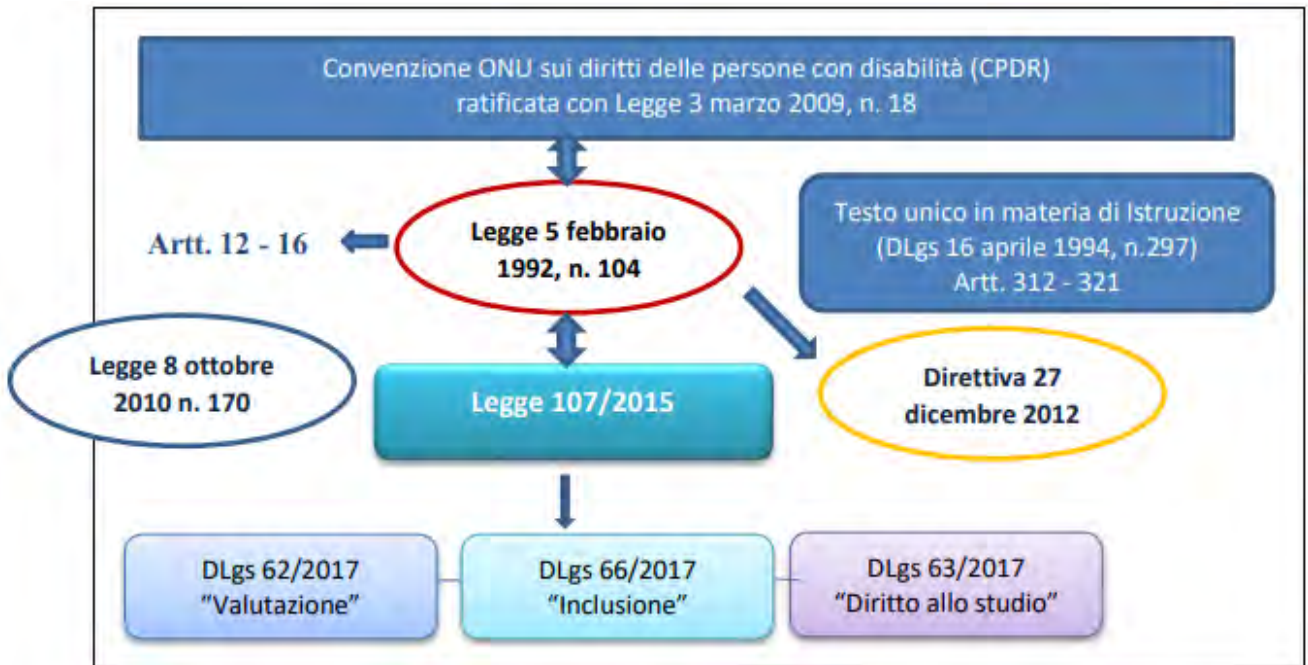 Convenzione ONU sui diritti delle persone con disabilità (CPDR)
ratificata con Legge 3 marzo 2009, n. 18
Artt. 12 - 16
Legge 5 febbraio
1992, n. 104
Testo unico in materia di Istruzione
(DLgs 16 aprile 1994, n.297)
Artt. 312 - 321
Legge 8 ottobre
2010 n. 170
Legge 107/2015
Direttiva 27
dicembre 2012
DLgs 62/2017
“Valutazione”
DLgs 66/2017
“Inclusione”
DLgs 63/2017
“Diritto allo studio”